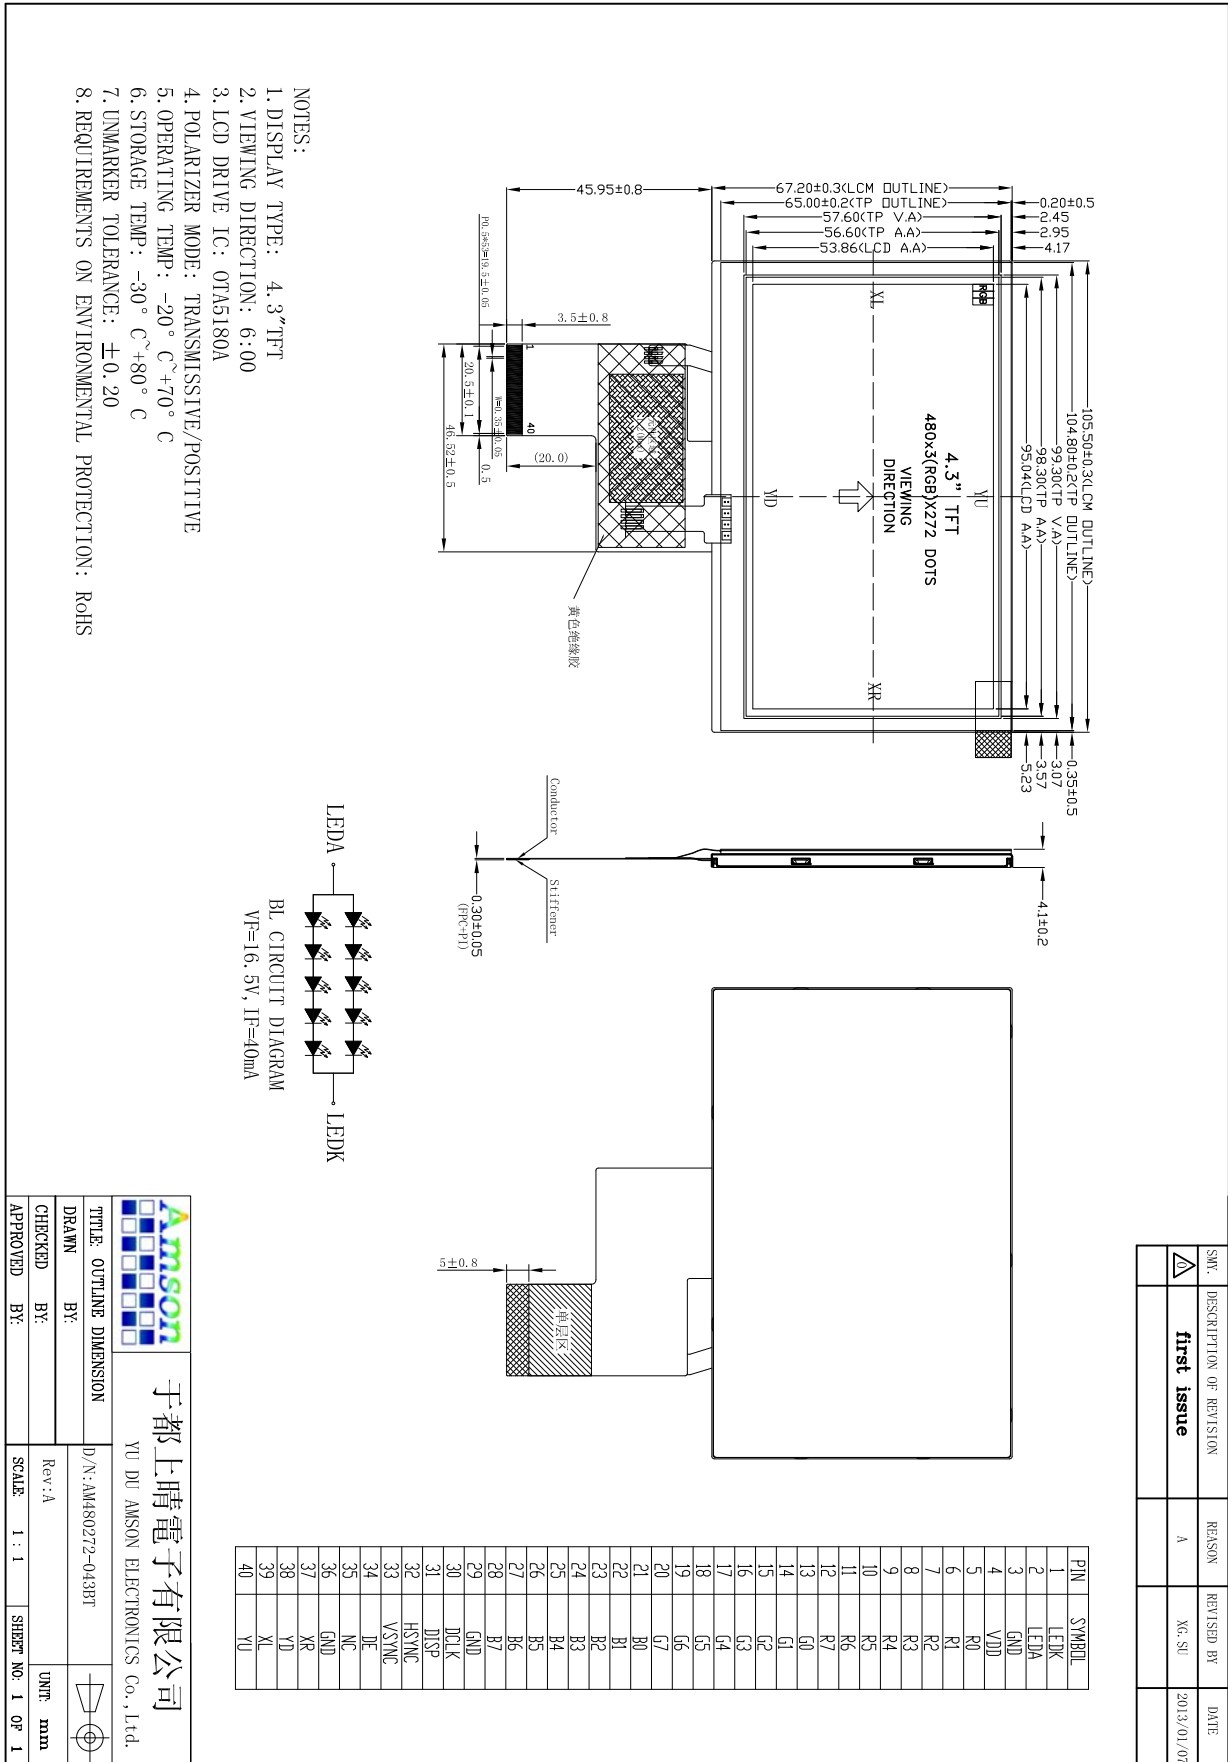 SMY. DESCRIPTION OF REVISION REASON REVISED BY DATE
0 first issue A XG.SU 2013/01/07
105.50±0.3(LCM OUTLINE)
104.80±0.2(TP OUTLINE)
99.30(TP V.A)
98.30(TP A.A)
95.04(LCD A.A)
0.35±0.5
3.07
3.57
5.23
67.20±0.3(LCM OUTLINE)
65.00±0.2(TP OUTLINE)
57.60(TP V.A)
56.60(TP A.A)
53.86(LCD A.A)
0.20±0.5
2.45
2.95
4.17
45.95±0.8
RGB
XL
YU
XR
YD
4.3" TFT
480x3(RGB)X272 DOTS
VIEWING
DIRECTION
3.5±0.8
1
40
W=0.35±0.05
0.5
20.5±0.1
46.52±0.5
(20.0)
黄色绝缘胶
4.1±0.2
Conductor
Stiffener
0.30±0.05
(FPC+PI)
5±0.8
单层区
PIN SYMBOL
1 LEDK
2 LEDA
3 GND
4 VDD
5 R0
6 R1
7 R2
8 R3
9 R4
10 R5
11 R6
12 R7
13 G0
14 G1
15 G2
16 G3
17 G4
18 G5
19 G6
20 G7
21 B0
22 B1
23 B2
24 B3
25 B4
26 B5
27 B6
28 B7
29 GND
30 DCLK
31 DISP
32 HSYNC
33 VSYNC
34 DE
35 NC
36 GND
37 XR
38 YD
39 XL
40 YU
LEDA
LEDK
BL CIRCUIT DIAGRAM
VF=16.5V, IF=40mA
NOTES:
1. DISPLAY TYPE: 4.3"TFT
2. VIEWING DIRECTION: 6:00
3. LCD DRIVE IC: OTA5180A
4. POLARIZER MODE: TRANSMISSIVE/POSITIVE
5. OPERATING TEMP: -20° C~+70° C
6. STORAGE TEMP: -30° C~+80° C
7. UNMARKER TOLERANCE: ±0.20
8. REQUIREMENTS ON ENVIRONMENTAL PROTECTION: RoHS
Amson
于都上晴電子有限公司
YU DU AMSON ELECTRONICS Co.,Ltd.
TITLE: OUTLINE DIMENSION
D/N:AM480272-043BT
DRAWN BY:
CHECKED BY:
Rev:A
UNIT: mm
APPROVED BY:
SCALE: 1 : 1
SHEET NO: 1 OF 1